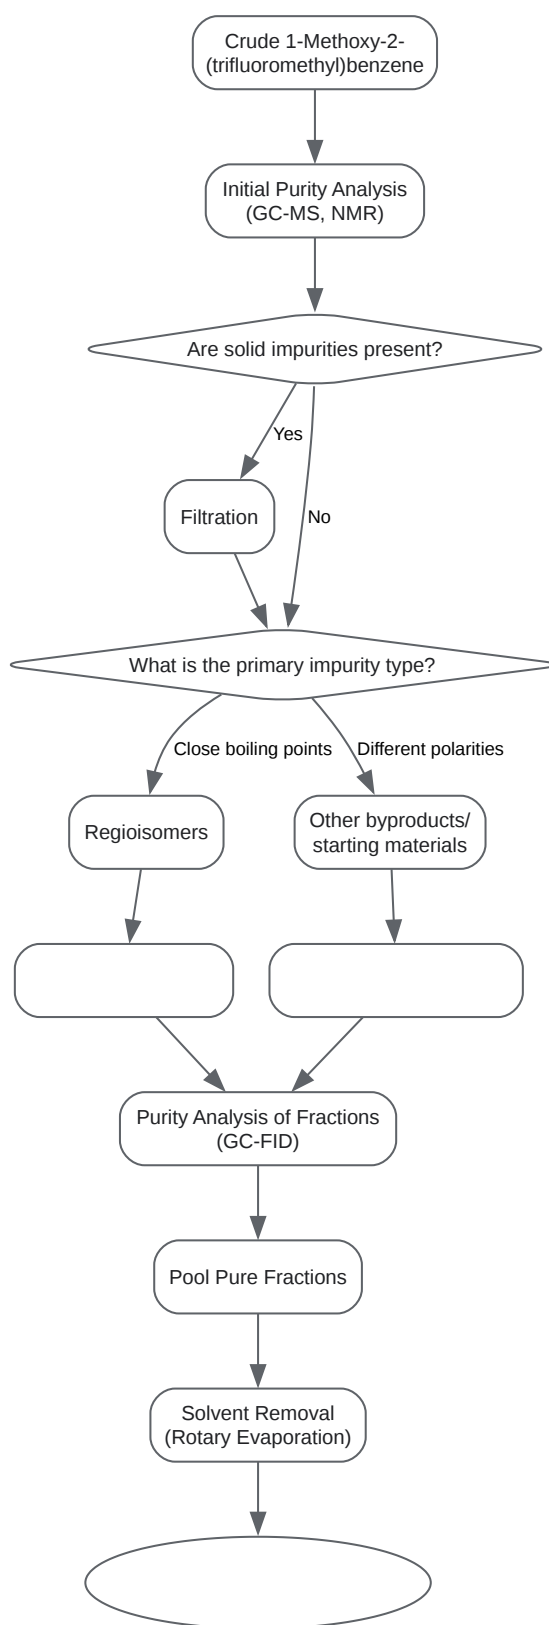 Crude 1-Methoxy-2-
(trifluoromethyl)benzene
Initial Purity Analysis
(GC-MS, NMR)
Are solid impurities present?
Yes
Filtration
No
What is the primary impurity type?
Close boiling points
Different polarities
Regioisomers
Other byproducts/
starting materials
Purity Analysis of Fractions
(GC-FID)
Pool Pure Fractions
Solvent Removal
(Rotary Evaporation)